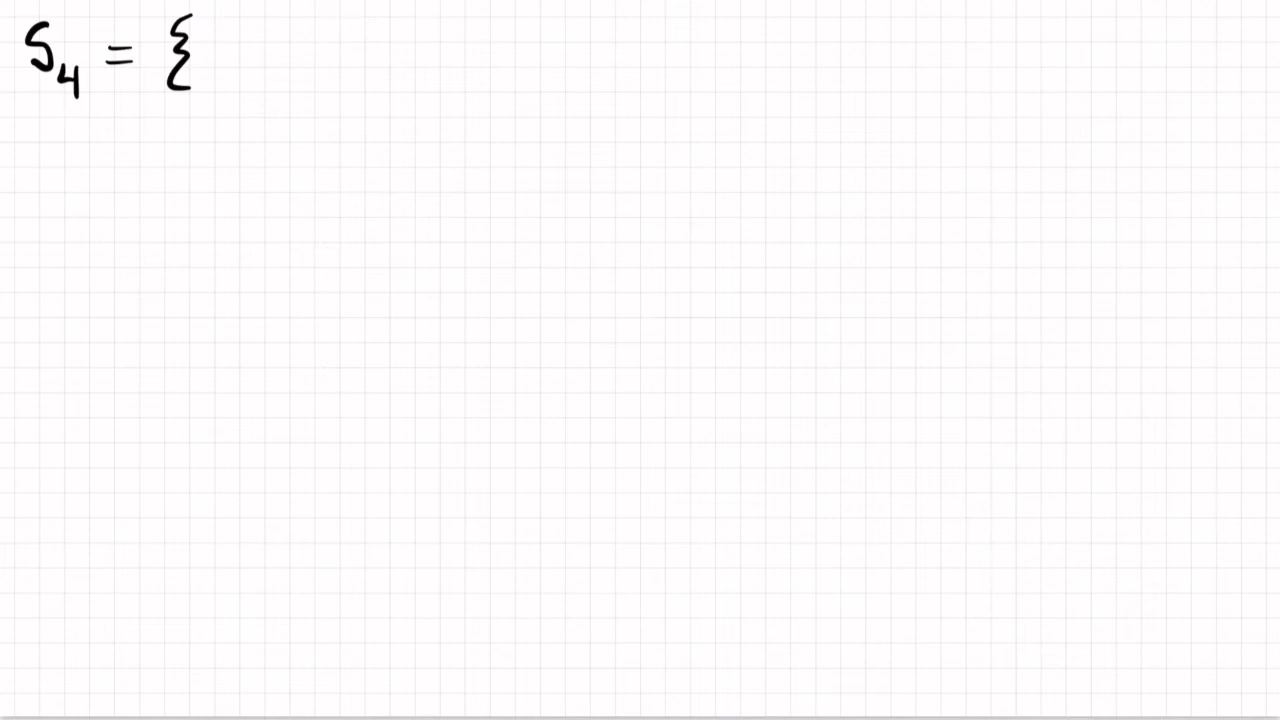 S₄ = {